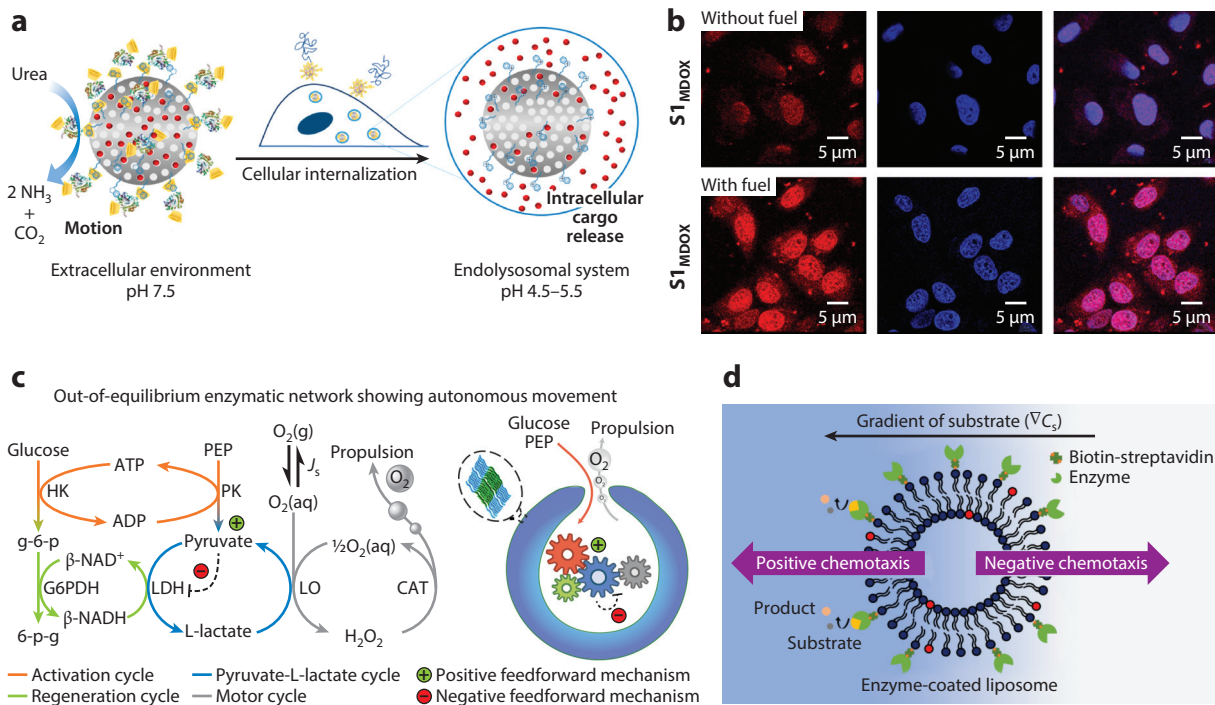 a
Urea
2 NH3
+
CO2
Motion
Extracellular environment
pH 7.5
Cellular internalization
Intracellular
cargo
release
Endolysosomal system
pH 4.5–5.5
b
Without fuel
S1MDOX
5 µm
5 µm
5 µm
With fuel
S1MDOX
5 µm
5 µm
5 µm
c
Out-of-equilibrium enzymatic network showing autonomous movement
Glucose
ATP
PEP
HK
PK
ADP
g-6-p
+
Pyruvate
β-NAD+
−
G6PDH
LDH
β-NADH
6-p-g
L-lactate
O2(g)
Js
O2(aq)
Propulsion
O2
½O2(aq)
LO
CAT
H2O2
Glucose
PEP
Propulsion
O2
O2
O2
+
−
Activation cycle
Regeneration cycle
Pyruvate-L-lactate cycle
Motor cycle
+ Positive feedforward mechanism
− Negative feedforward mechanism
d
Gradient of substrate (∇Cs)
Biotin-streptavidin
Enzyme
Positive chemotaxis
Negative chemotaxis
Product
Substrate
Enzyme-coated liposome